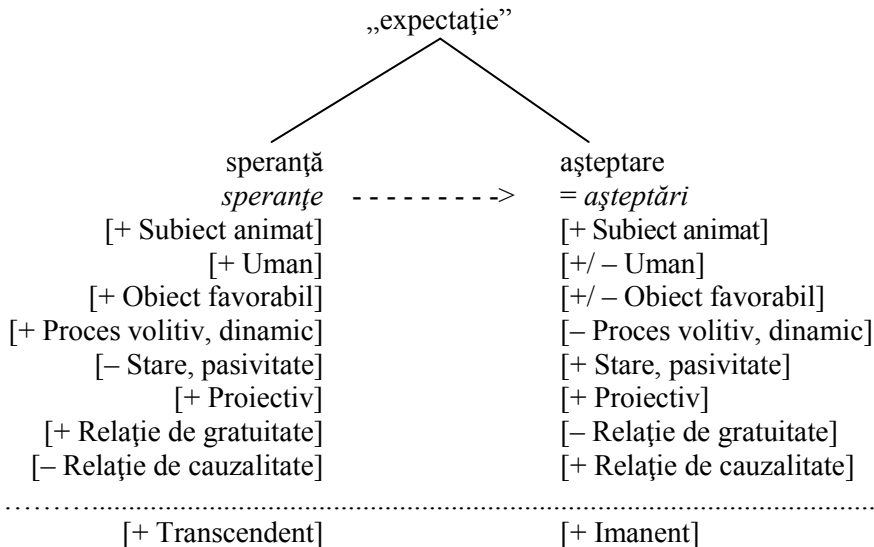 „expectaţie”
speranţă aşteptare
speranţe - - - - - - - - -> = aşteptări
[+ Subiect animat] [+ Subiect animat]
[+ Uman] [+/ – Uman]
[+ Obiect favorabil] [+/ – Obiect favorabil]
[+ Proces volitiv, dinamic] [– Proces volitiv, dinamic]
[– Stare, pasivitate] [+ Stare, pasivitate]
[+ Proiectiv] [+ Proiectiv]
[+ Relaţie de gratuitate] [– Relaţie de gratuitate]
[– Relaţie de cauzalitate] [+ Relaţie de cauzalitate]
[+ Transcendent] [+ Imanent]